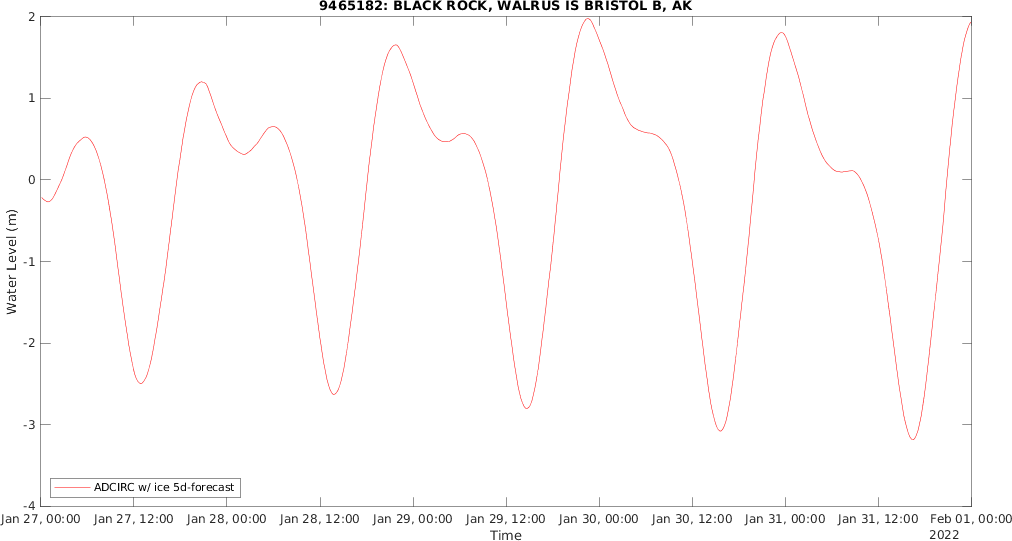 9465182: BLACK ROCK, WALRUS IS BRISTOL B, AK
2
1
0
-1
-2
-3
-4
Water Level (m)
ADCIRC w/ ice 5d-forecast
Jan 27, 00:00 Jan 27, 12:00 Jan 28, 00:00 Jan 28, 12:00 Jan 29, 00:00 Jan 29, 12:00 Jan 30, 00:00 Jan 30, 12:00 Jan 31, 00:00 Jan 31, 12:00 Feb 01, 00:00
Time
2022